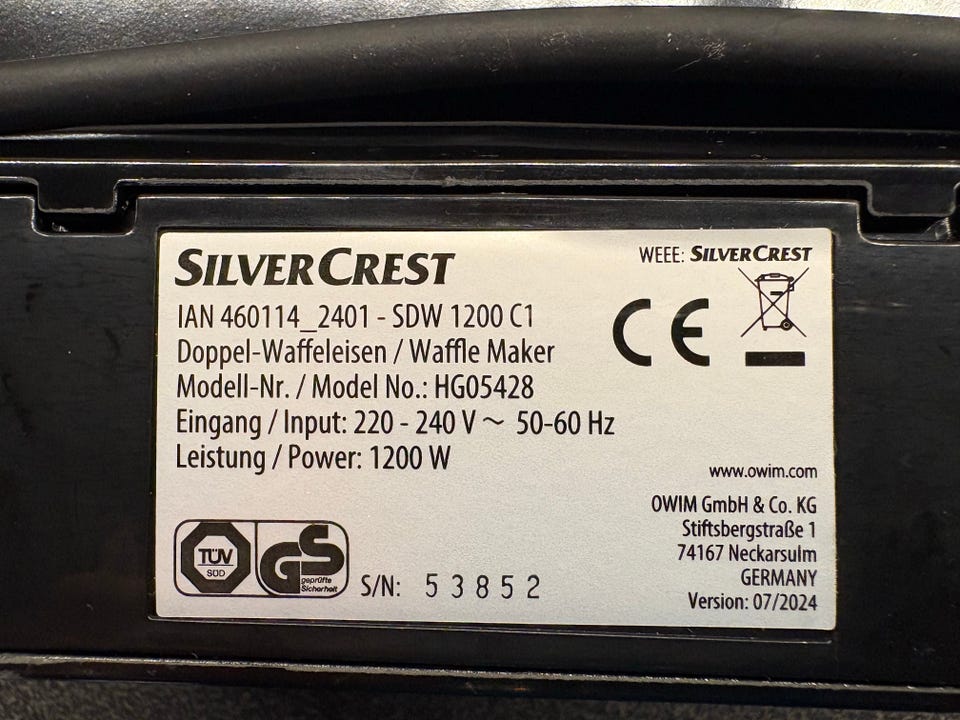 SILVERCREST
WEEE: SILVERCREST
IAN 460114_2401 - SDW 1200 C1
Doppel-Waffeleisen / Waffle Maker
Modell-Nr. / Model No.: HG05428
Eingang / Input: 220 - 240 V ~ 50-60 Hz
Leistung / Power: 1200 W
CE
www.owim.com
OWIM GmbH & Co. KG
Stiftsbergstraße 1
74167 Neckarsulm
GERMANY
Version: 07/2024
TÜV
SÜD
GS
geprüfte
Sicherheit
S/N: 53852